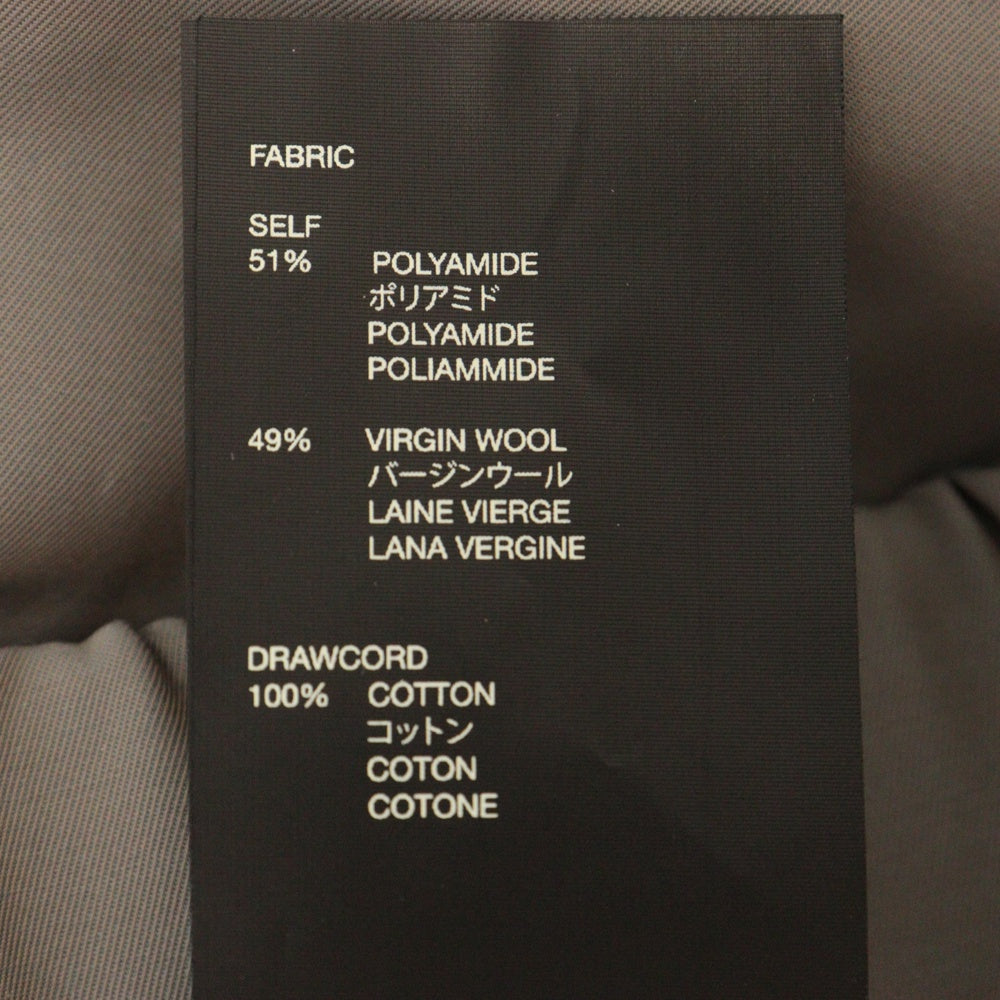 FABRIC
SELF
51% POLYAMIDE
ポリアミド
POLYAMIDE
POLIAMMIDE
49% VIRGIN WOOL
バージンウール
LAINE VIERGE
LANA VERGINE
DRAWCORD
100% COTTON
コットン
COTON
COTONE